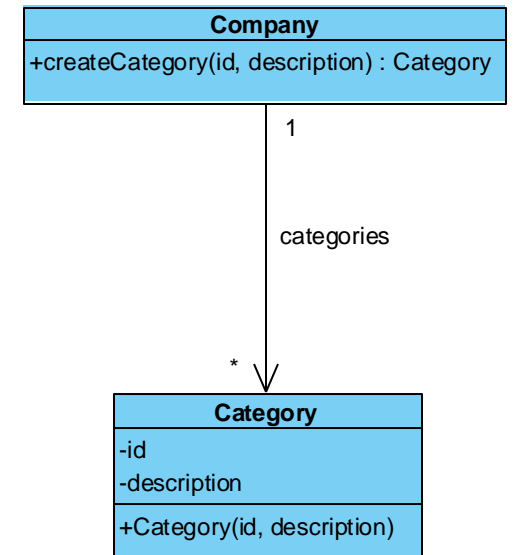 Company
+createCategory(id, description) : Category
1
categories
*
Category
-id
-description
+Category(id, description)